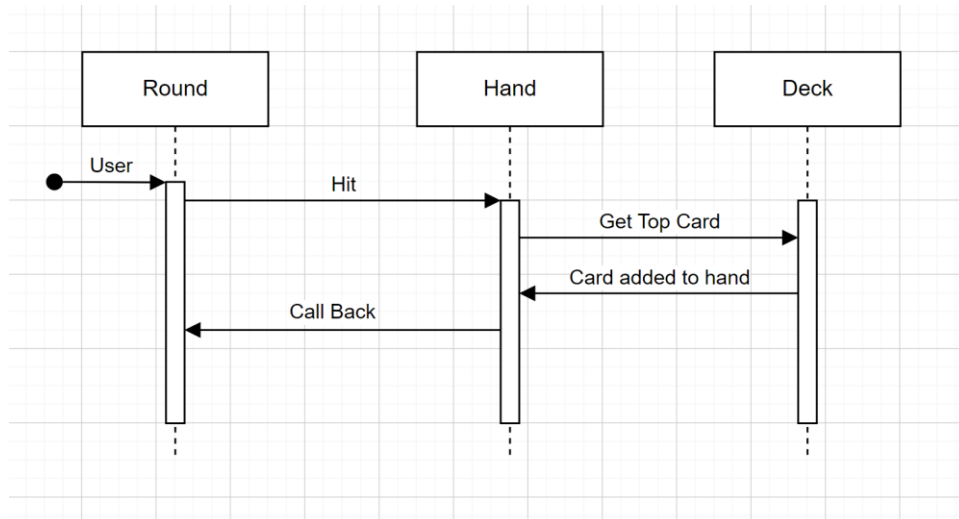 Round
Hand
Deck
User
Hit
Get Top Card
Card added to hand
Call Back